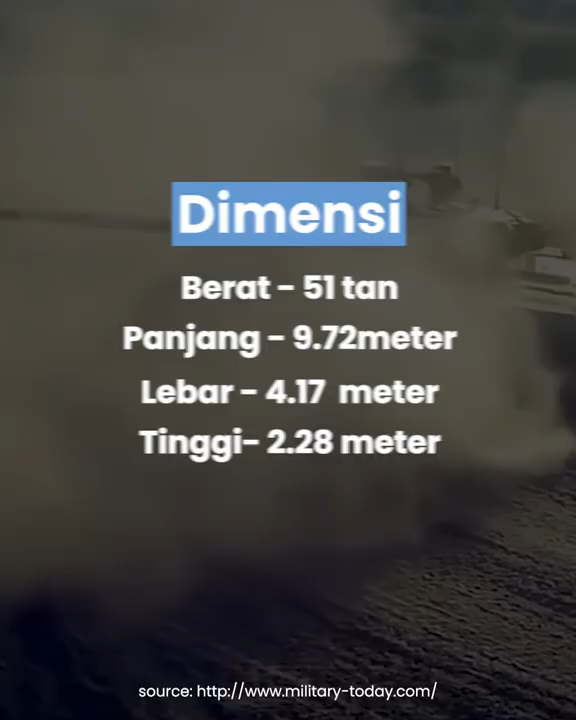 Dimensi
Berat - 51 tan
Panjang - 9.72meter
Lebar - 4.17 meter
Tinggi- 2.28 meter
source: http://www.military-today.com/